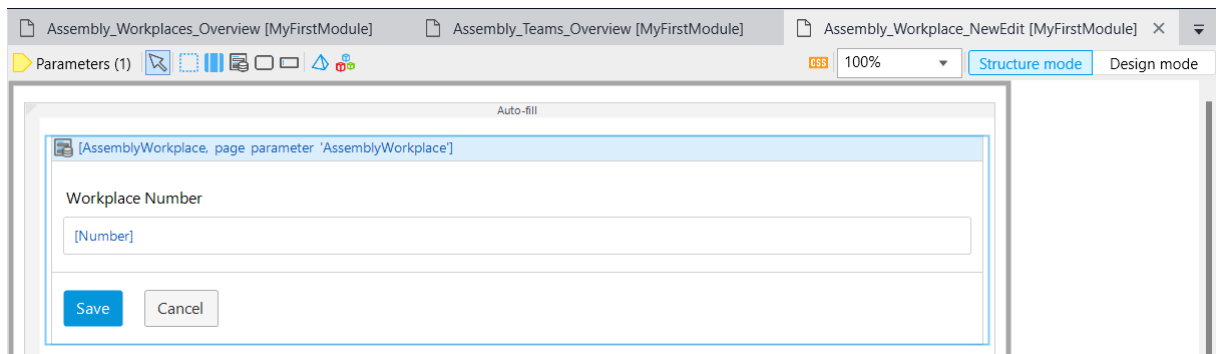 Assembly_Workplaces_Overview [MyFirstModule] Assembly_Teams_Overview [MyFirstModule] Assembly_Workplace_NewEdit [MyFirstModule]
Parameters (1) CSS 100% Structure mode Design mode
Auto-fill
[AssemblyWorkplace, page parameter 'AssemblyWorkplace']
Workplace Number
[Number]
Save Cancel